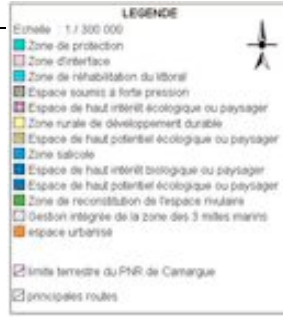 LEGENDE
Echelle : 1 / 300 000
Zone de protection
Zone d'interface
Zone de réhabilitation du littoral
Espace soumis à forte pression
Espace de haut intérêt écologique ou paysager
Zone rurale de développement durable
Espace de haut potentiel écologique ou paysager
Zone salicole
Espace de haut intérêt biologique ou paysager
Espace de haut potentiel écologique ou paysager
Zone de reconstitution de l'espace rivulaire
Gestion intégrée de la zone des 3 milles marins
espace urbanisé
limite terrestre du PNR de Camargue
principales routes